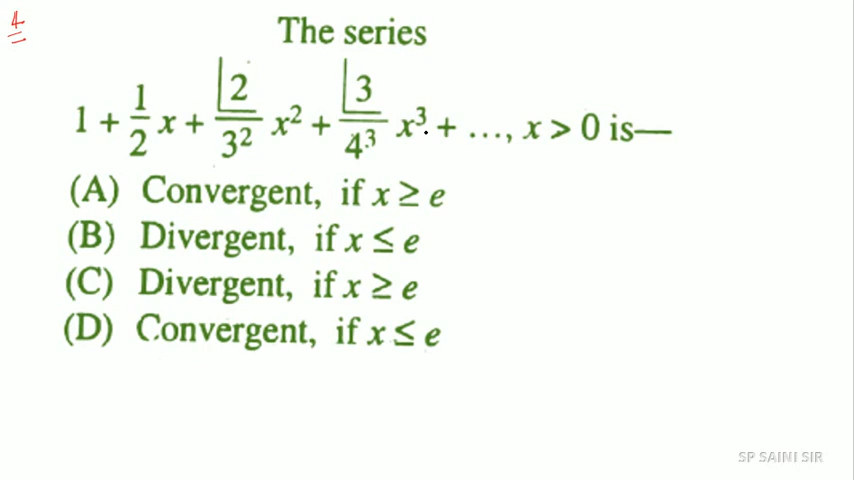 4
The series
1 + 1/2 x + |2/3² x² + |3/4³ x³ + ..., x > 0 is—
(A) Convergent, if x ≥ e
(B) Divergent, if x ≤ e
(C) Divergent, if x ≥ e
(D) Convergent, if x ≤ e
SP SAINI SIR